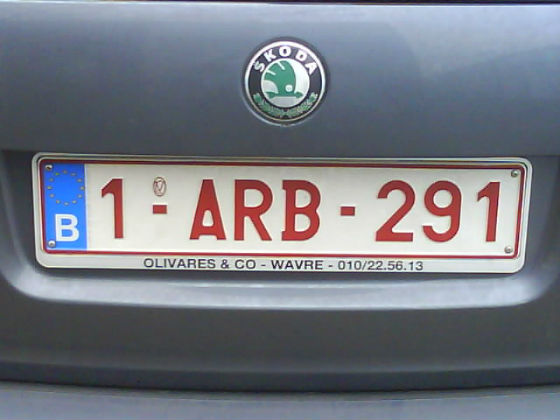 ŠKODA
B 1-ARB-291
OLIVARES & CO - WAVRE - 010/22.56.13